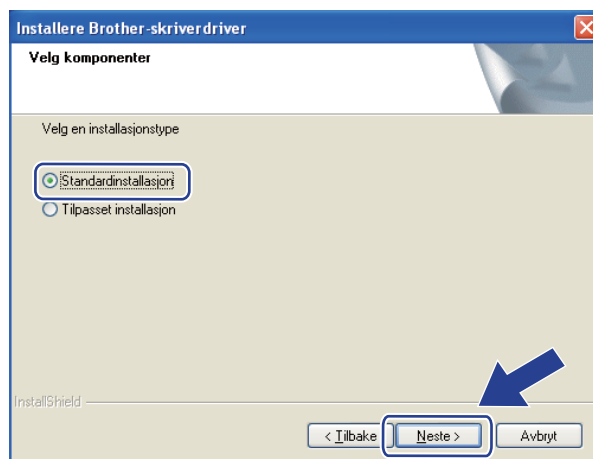 Installere Brother-skriverdriver
Velg komponenter
Velg en installasjonstype
Standardinstallasjon
Tilpasset installasjon
InstallShield
< Tilbake
Neste >
Avbryt